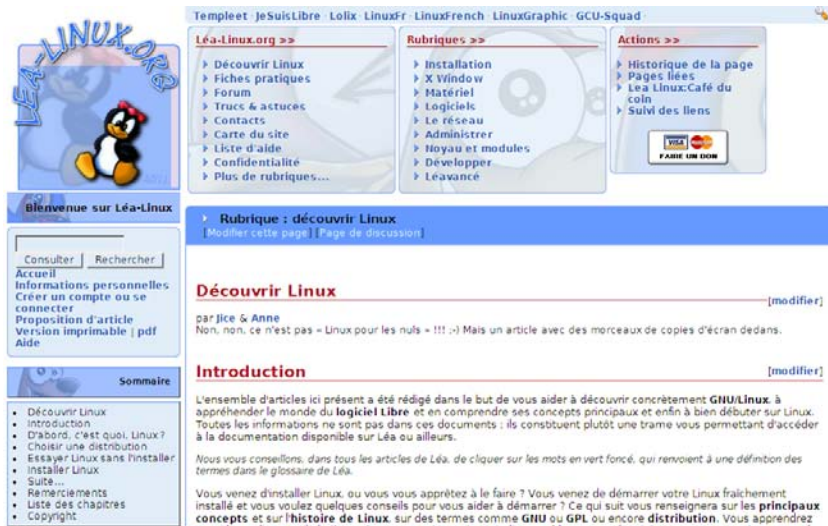 Templeet · JeSuisLibre · Lolix · LinuxFr · LinuxFrench · LinuxGraphic · GCU-Squad
LEA-LINUX.ORG
Léa-Linux.org >>
Découvrir Linux
Fiches pratiques
Forum
Trucs & astuces
Contacts
Carte du site
Liste d'aide
Confidentialité
Plus de rubriques...
Rubriques >>
Installation
X Window
Matériel
Logiciels
Le réseau
Administrer
Noyau et modules
Développer
Léavancé
Actions >>
Historique de la page
Pages liées
Lea Linux:Café du
coin
Suivi des liens
VISA
FAIRE UN DON
Bienvenue sur Léa-Linux
Consulter Rechercher
Accueil
Informations personnelles
Créer un compte ou se
connecter
Proposition d'article
Version imprimable | pdf
Aide
Sommaire
Découvrir Linux
Introduction
D'abord, c'est quoi, Linux ?
Choisir une distribution
Essayer Linux sans l'installer
Installer Linux
Suite...
Remerciements
Liste des chapitres
Copyright
Rubrique : découvrir Linux
[Modifier cette page] [Page de discussion]
Découvrir Linux
[modifier]
par Jice & Anne
Non, non, ce n'est pas « Linux pour les nuls » !!! ;-) Mais un article avec des morceaux de copies d'écran dedans.
Introduction
[modifier]
L'ensemble d'articles ici présent a été rédigé dans le but de vous aider à découvrir concrètement GNU/Linux, à
appréhender le monde du logiciel Libre et en comprendre ses concepts principaux et enfin à bien débuter sur Linux.
Toutes les informations ne sont pas dans ces documents ; ils constituent plutôt une trame vous permettant d'accéder
à la documentation disponible sur Léa ou ailleurs.
Nous vous conseillons, dans tous les articles de Léa, de cliquer sur les mots en vert foncé, qui renvoient à une définition des
termes dans le glossaire de Léa.
Vous venez d'installer Linux, ou vous vous apprêtez à le faire ? Vous venez de démarrer votre Linux fraîchement
installé et vous voulez quelques conseils pour vous aider à démarrer ? Ce qui suit vous renseignera sur les principaux
concepts et sur l'histoire de Linux, sur des termes comme GNU ou GPL ou encore distribution. Vous apprendrez